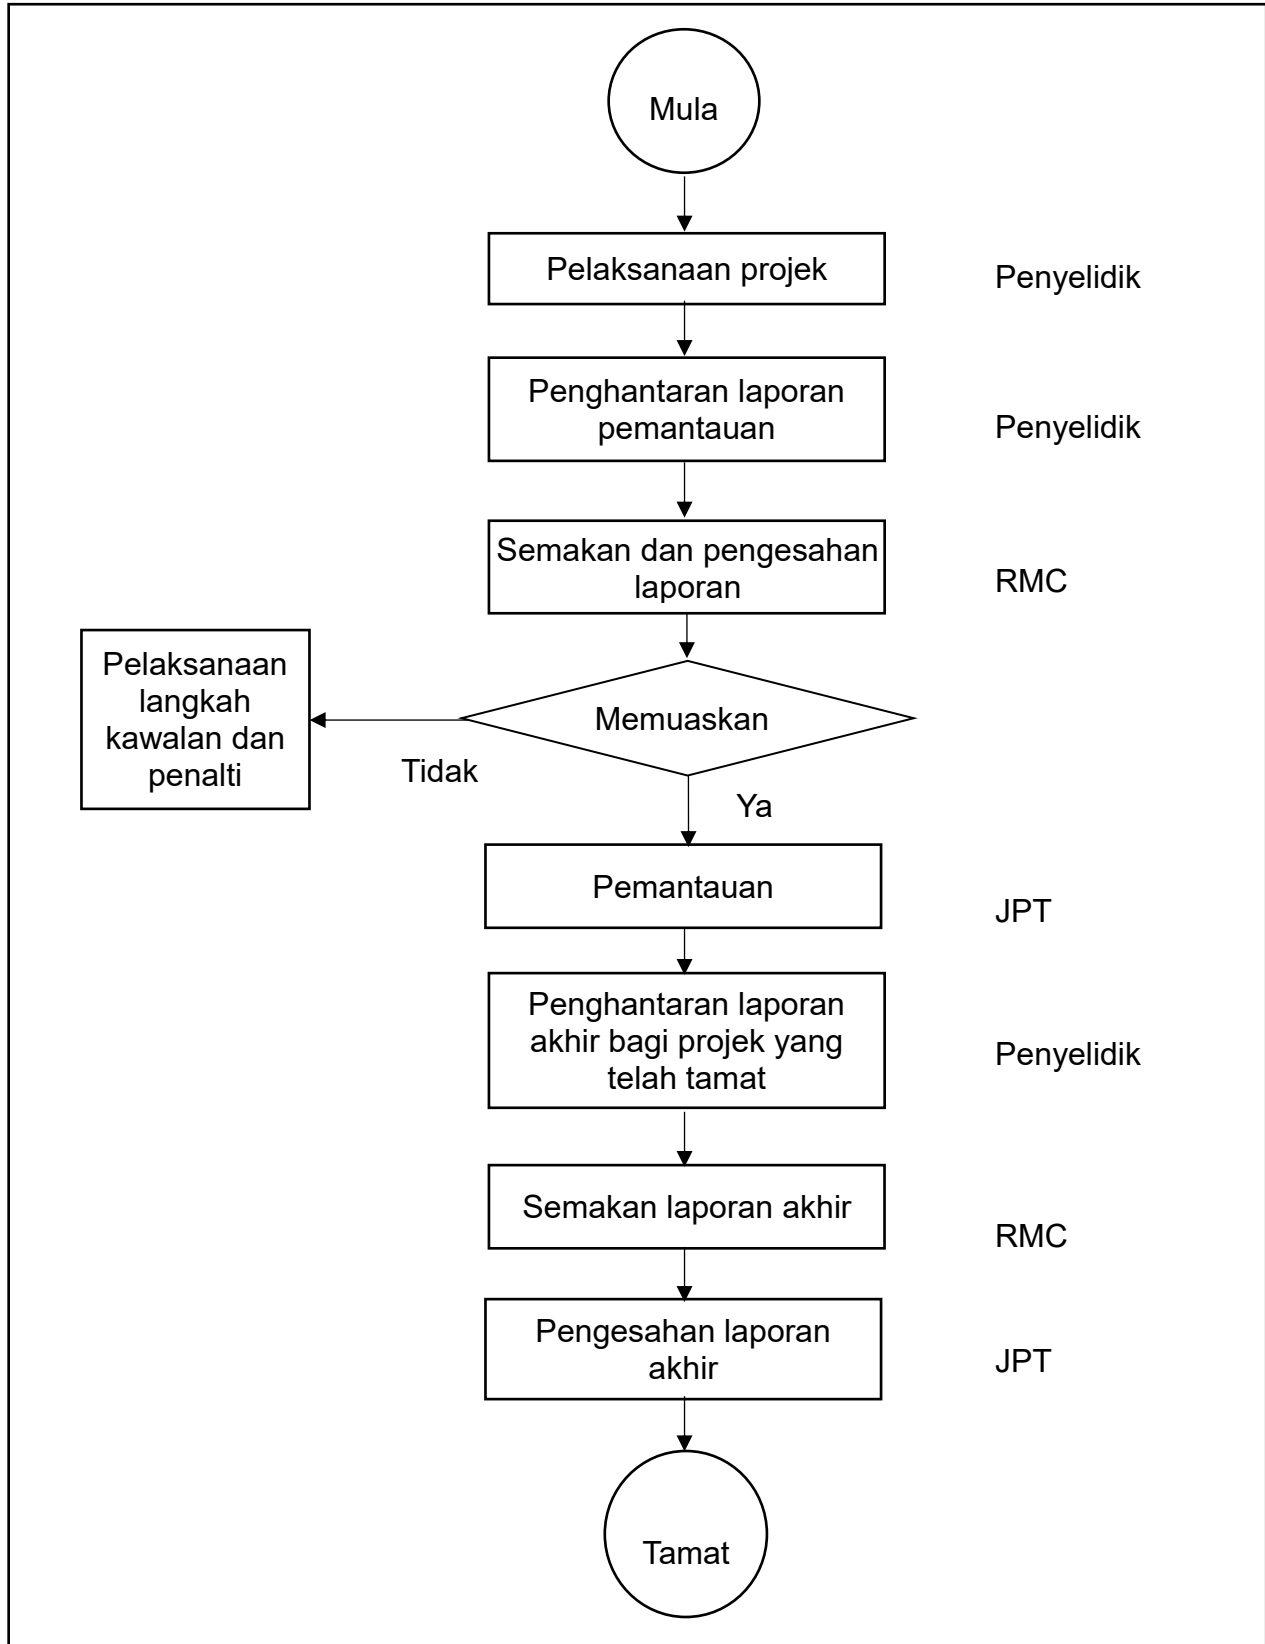 Mula
Pelaksanaan projek
Penyelidik
Penghantaran laporan
pemantauan
Penyelidik
Semakan dan pengesahan
laporan
RMC
Pelaksanaan
langkah
kawalan dan
penalti
Memuaskan
Tidak
Ya
Pemantauan
JPT
Penghantaran laporan
akhir bagi projek yang
telah tamat
Penyelidik
Semakan laporan akhir
RMC
Pengesahan laporan
akhir
JPT
Tamat